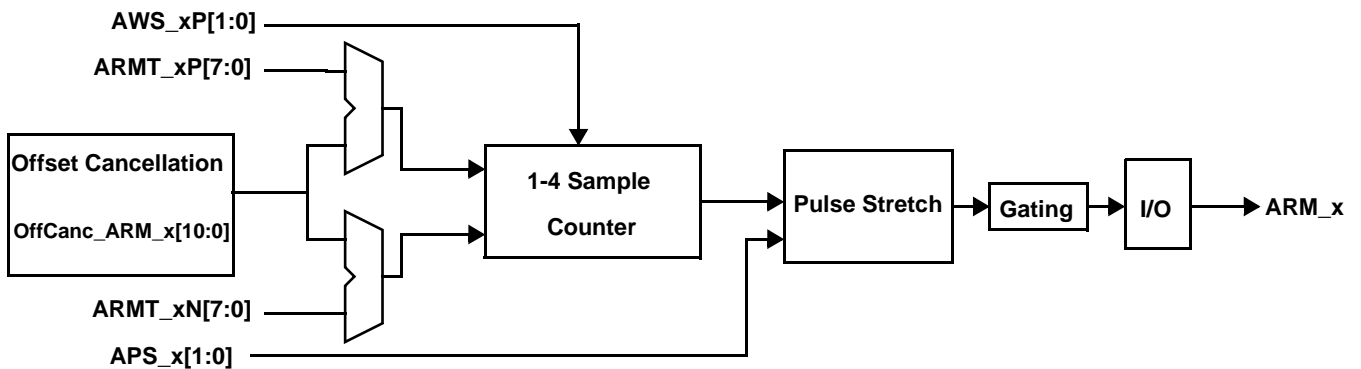 AWS_xP[1:0]
ARMT_xP[7:0]
Offset Cancellation
OffCanc_ARM_x[10:0]
1-4 Sample
Counter
Pulse Stretch
Gating
I/O
ARM_x
ARMT_xN[7:0]
APS_x[1:0]